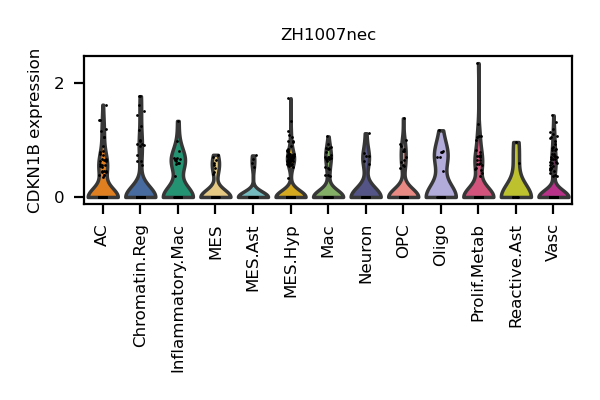 ZH1007nec
CDKN1B expression
2
0
AC
Chromatin.Reg
Inflammatory.Mac
MES
MES.Ast
MES.Hyp
Mac
Neuron
OPC
Oligo
Prolif.Metab
Reactive.Ast
Vasc